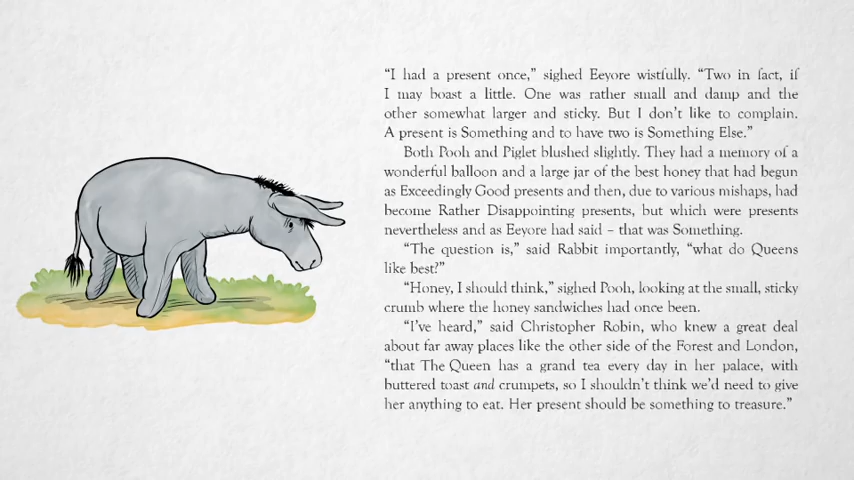 “I had a present once,” sighed Eeyore wistfully. “Two in fact, if
I may boast a little. One was rather small and damp and the
other somewhat larger and sticky. But I don’t like to complain.
A present is Something and to have two is Something Else.”
Both Pooh and Piglet blushed slightly. They had a memory of a
wonderful balloon and a large jar of the best honey that had begun
as Exceedingly Good presents and then, due to various mishaps, had
become Rather Disappointing presents, but which were presents
nevertheless and as Eeyore had said – that was Something.
“The question is,” said Rabbit importantly, “what do Queens
like best?”
“Honey, I should think,” sighed Pooh, looking at the small, sticky
crumb where the honey sandwiches had once been.
“I’ve heard,” said Christopher Robin, who knew a great deal
about far away places like the other side of the Forest and London,
“that The Queen has a grand tea every day in her palace, with
buttered toast and crumpets, so I shouldn’t think we’d need to give
her anything to eat. Her present should be something to treasure.”